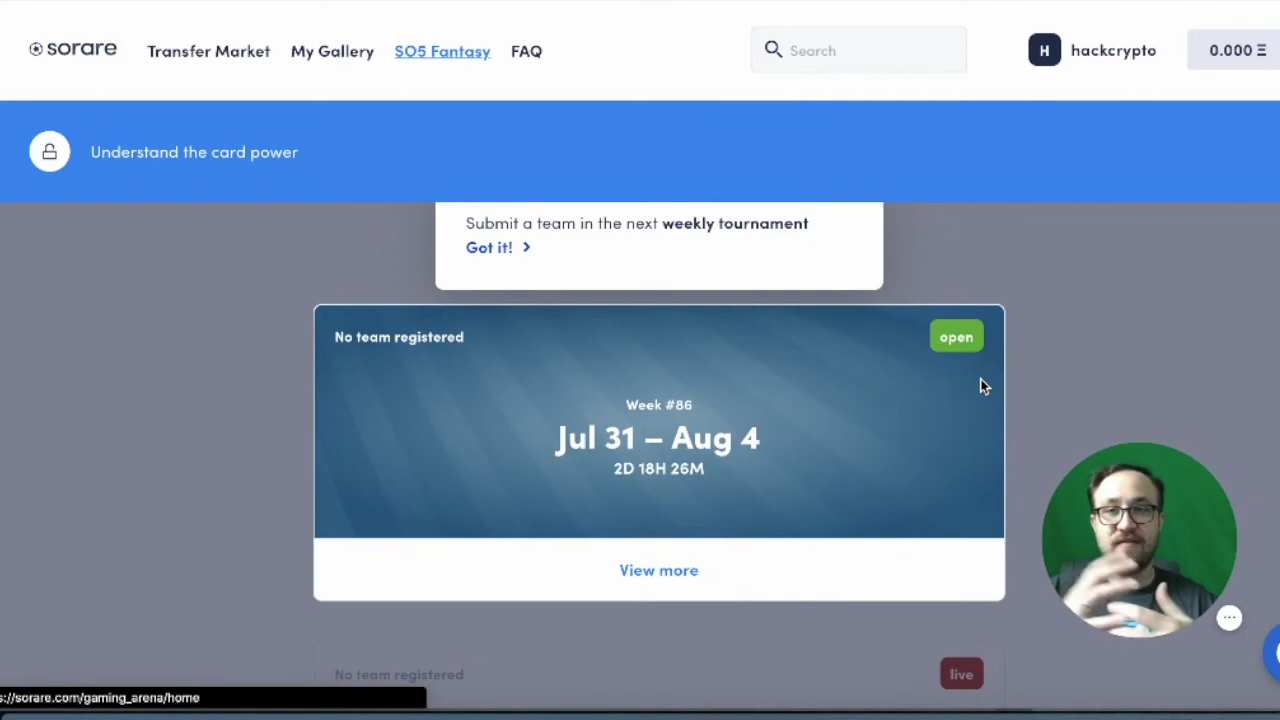 sorare
Transfer Market
My Gallery
SO5 Fantasy
FAQ
Search
H
hackcrypto
0.000 Ξ
Understand the card power
Submit a team in the next weekly tournament
Got it!
No team registered
open
Week #86
Jul 31 – Aug 4
2D 18H 26M
View more
No team registered
live
s://sorare.com/gaming_arena/home